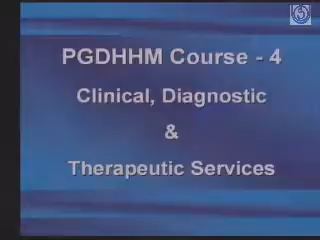 PGDHHM Course - 4
Clinical, Diagnostic
&
Therapeutic Services